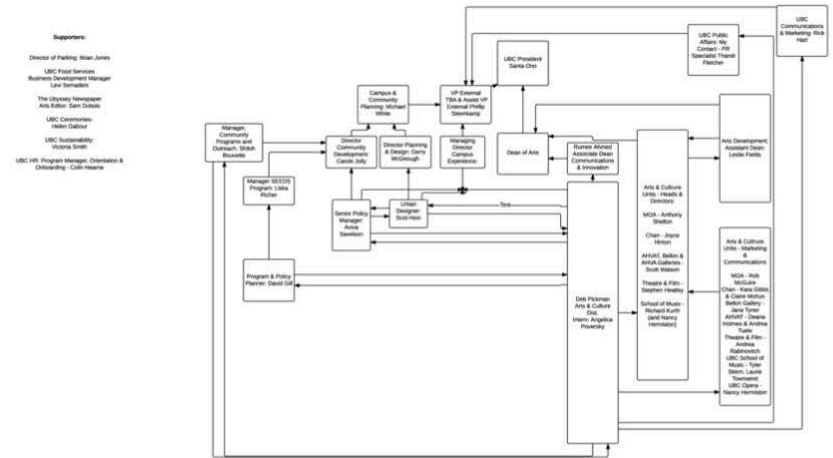 Supporters:
Director of Parking: Brian Jones
UBC Food Services
Business Development Manager
Levi Semadeni
The Ubyssey Newspaper
Arts Editor: Sam
UBC Ceremonies:
Helen
UBC Sustainability:
Victoria Smith
UBC HR: Program Manager, Orientation &
Onboarding - Colin Hearne
Manager,
Community
Programs and
Outreach: Shiloh
Bouvette
Manager SEEDS
Program: Liska
Richer
Program & Policy
Planner: David Gill
Campus &
Community
Planning: Michael
White
Director
Community
Development:
Carole Jolly
Director Planning
& Design: Gerry
McGeough
Senior Policy
Manager:
Aviva
Savelson
Urban
Designer:
Scot Hein
VP External
TBA & Assist VP
External Phillip
Steenkamp
Managing
Director
Campus
Experience:
UBC President
Santa Ono
Dean of Arts
Text
Rumee Ahmed
Associate Dean
Communications
& Innovation
Deb Pickman
Arts & Culture
Dist.
Intern: Angelica
Poversky
Arts & Culture
Units - Heads &
Directors:
MOA - Anthony
Shelton
Chan - Joyce
Hinton
AHVAT, Belkin &
AHVA Galleries -
Scott Watson
Theatre & Film -
Stephen Heatley
School of Music -
Richard Kurth
(and Nancy
Hermiston)
UBC Public
Affairs: My
Contact - PR
Specialist Thandi
Fletcher
UBC
Communications
& Marketing: Rick
Hart
Arts Development:
Assistant Dean
Leslie Fields
Arts & Cultrure
Units - Marketing
&
Communications
MOA - Rob
McGuire
Chan - Kara Gibbs
& Claire Mohun
Belkin Gallery -
Jana Tyner
AHVAT - Deana
Holmes & Andrea
Tuele
Theatre & Film -
Andrea
Rabinovitch
UBC School of
Music - Tyler
Laurie
Townsend
UBC Opera -
Nancy Hermiston